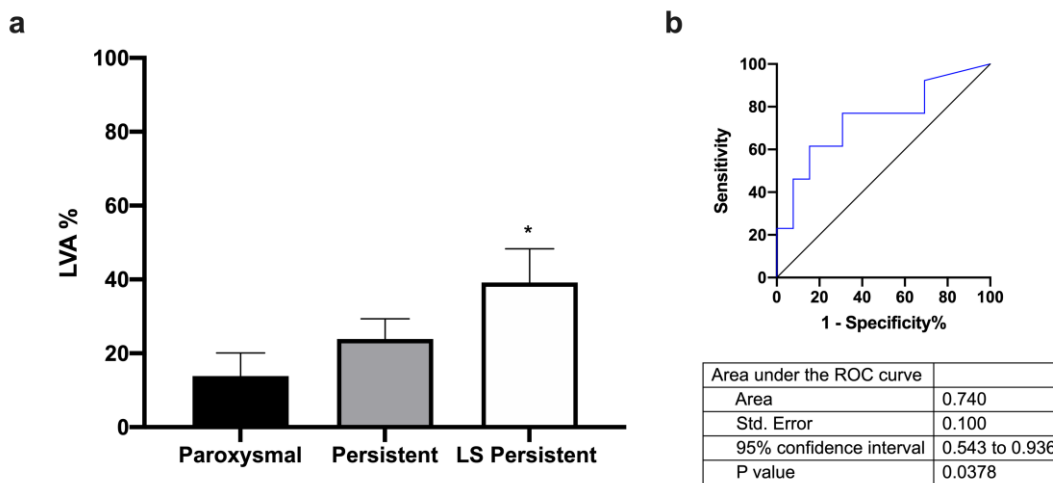 a
100
80
60
40
20
0
LVA %
*
Paroxysmal Persistent LS Persistent
b
100
80
60
40
20
0
Sensitivity
0 20 40 60 80 100
1 - Specificity%
Area under the ROC curve
Area 0.740
Std. Error 0.100
95% confidence interval 0.543 to 0.936
P value 0.0378